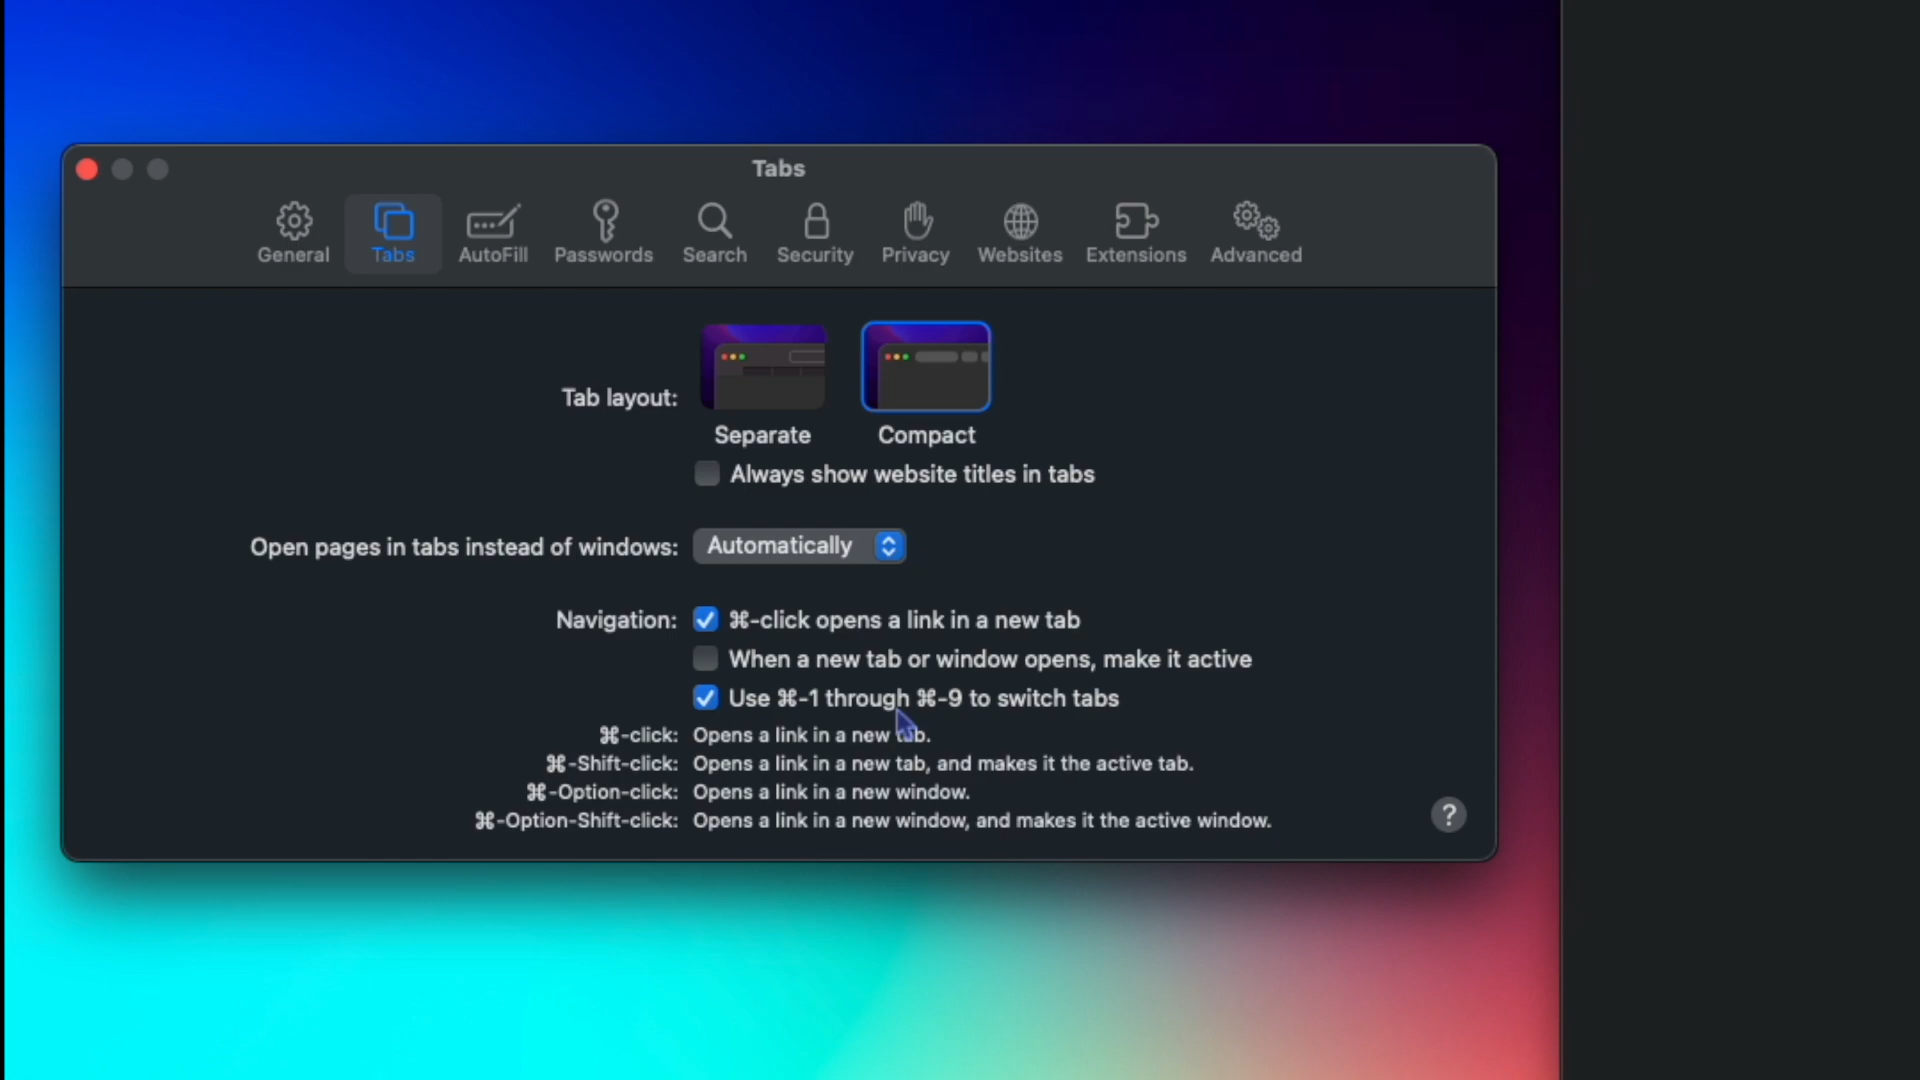 Tabs
General Tabs AutoFill Passwords Search Security Privacy Websites Extensions Advanced
Tab layout:
Separate Compact
Always show website titles in tabs
Open pages in tabs instead of windows: Automatically
Navigation: ⌘-click opens a link in a new tab
When a new tab or window opens, make it active
Use ⌘-1 through ⌘-9 to switch tabs
⌘-click: Opens a link in a new tab.
⌘-Shift-click: Opens a link in a new tab, and makes it the active tab.
⌘-Option-click: Opens a link in a new window.
⌘-Option-Shift-click: Opens a link in a new window, and makes it the active window.
?